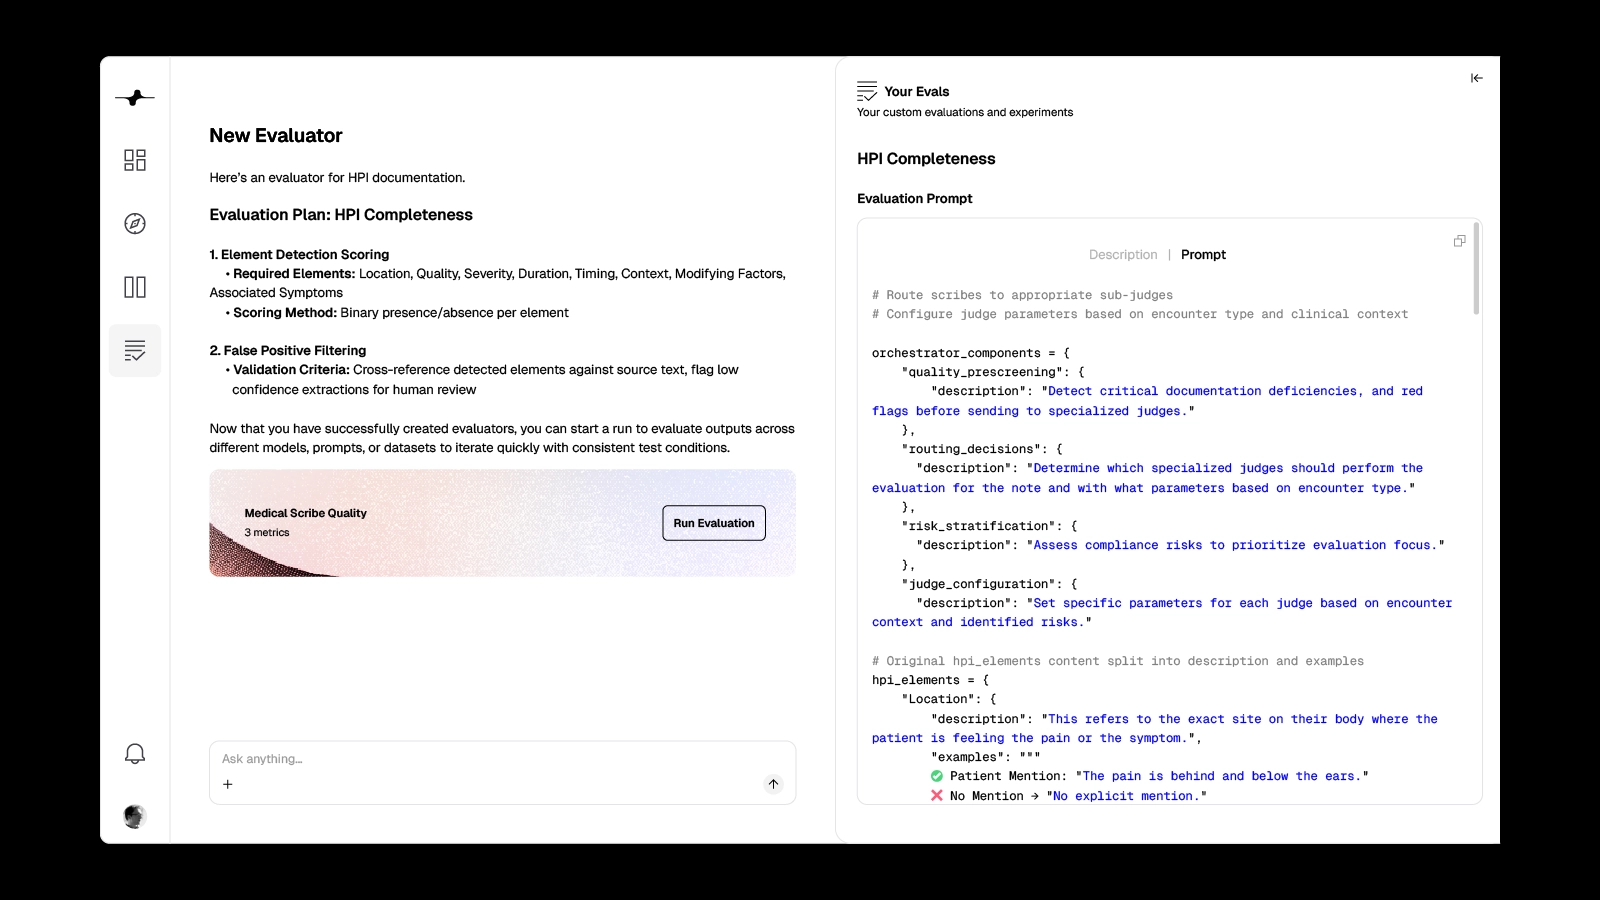 New Evaluator
Here's an evaluator for HPI documentation.
Evaluation Plan: HPI Completeness
1. Element Detection Scoring
• Required Elements: Location, Quality, Severity, Duration, Timing, Context, Modifying Factors,
Associated Symptoms
• Scoring Method: Binary presence/absence per element
2. False Positive Filtering
• Validation Criteria: Cross-reference detected elements against source text, flag low
confidence extractions for human review
Now that you have successfully created evaluators, you can start a run to evaluate outputs across
different models, prompts, or datasets to iterate quickly with consistent test conditions.
Medical Scribe Quality
3 metrics
Run Evaluation
Ask anything...
Your Evals
Your custom evaluations and experiments
HPI Completeness
Evaluation Prompt
Description | Prompt
# Route scribes to appropriate sub-judges
# Configure judge parameters based on encounter type and clinical context
orchestrator_components = {
"quality_prescreening": {
"description": "Detect critical documentation deficiencies, and red
flags before sending to specialized judges."
},
"routing_decisions": {
"description": "Determine which specialized judges should perform the
evaluation for the note and with what parameters based on encounter type."
},
"risk_stratification": {
"description": "Assess compliance risks to prioritize evaluation focus."
},
"judge_configuration": {
"description": "Set specific parameters for each judge based on encounter
context and identified risks."
# Original hpi_elements content split into description and examples
hpi_elements = {
"Location": {
"description": "This refers to the exact site on their body where the
patient is feeling the pain or the symptom.",
"examples": """
✅ Patient Mention: "The pain is behind and below the ears."
❌ No Mention → "No explicit mention."